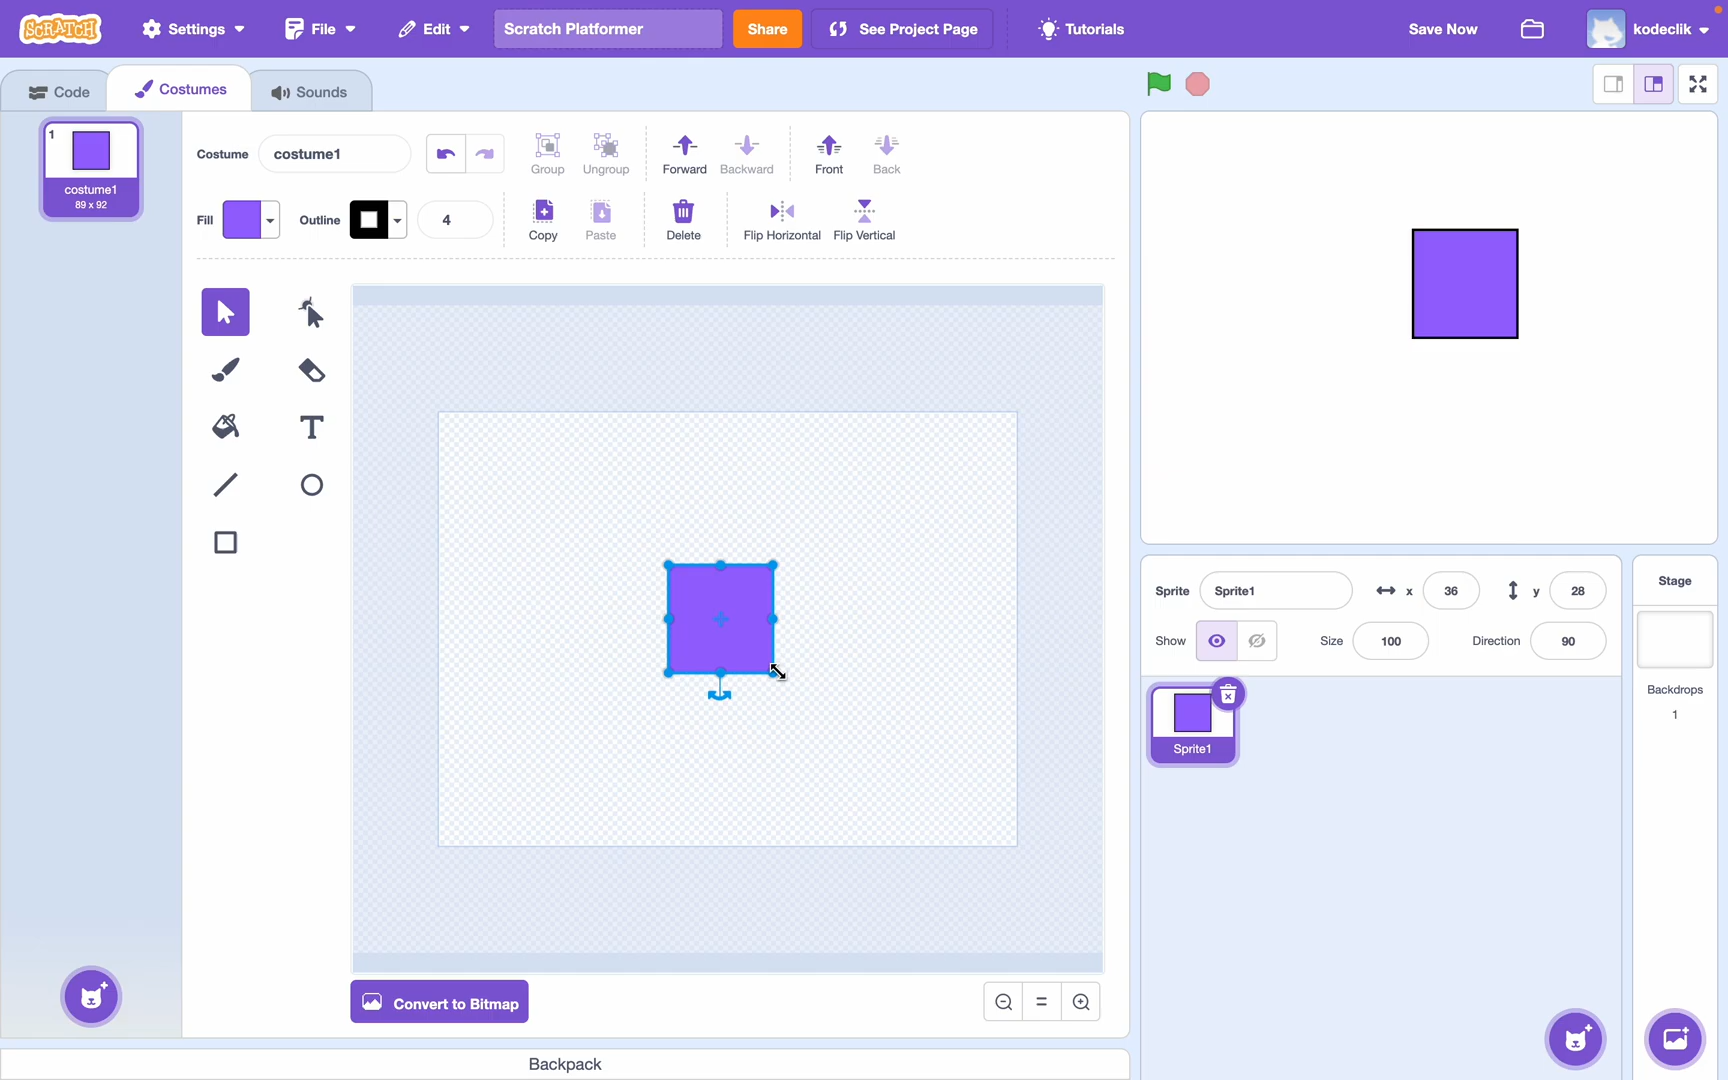 SCRATCH Settings File Edit Scratch Platformer Share See Project Page Tutorials Save Now kodeclik
Code Costumes Sounds
1
costume1
89 x 92
Costume costume1 Group Ungroup Forward Backward Front Back
Fill Outline 4 Copy Paste Delete Flip Horizontal Flip Vertical
T
Convert to Bitmap
Backpack
Sprite Sprite1 x 36 y 28
Show Size 100 Direction 90
Sprite1
Stage
Backdrops
1